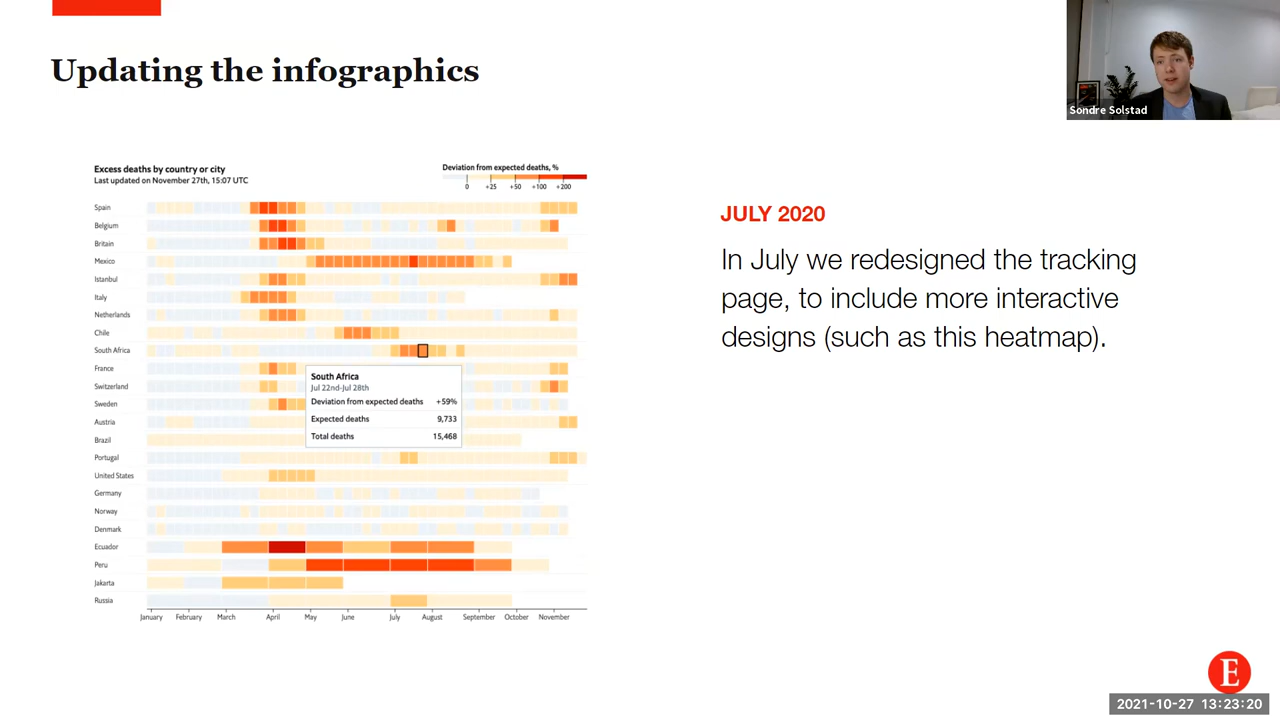 Updating the infographics
Sondre Solstad
Excess deaths by country or city
Last updated on November 27th, 15:07 UTC
Deviation from expected deaths, %
0 +25 +50 +100 +200
Spain
Belgium
Britain
Mexico
Istanbul
Italy
Netherlands
Chile
South Africa
France
Switzerland
Sweden
Austria
Brazil
Portugal
United States
Germany
Norway
Denmark
Ecuador
Peru
Jakarta
Russia
South Africa
Jul 22nd-Jul 28th
Deviation from expected deaths +59%
Expected deaths 9,733
Total deaths 15,468
January February March April May June July August September October November
JULY 2020
In July we redesigned the tracking
page, to include more interactive
designs (such as this heatmap).
E
2021-10-27 13:23:20